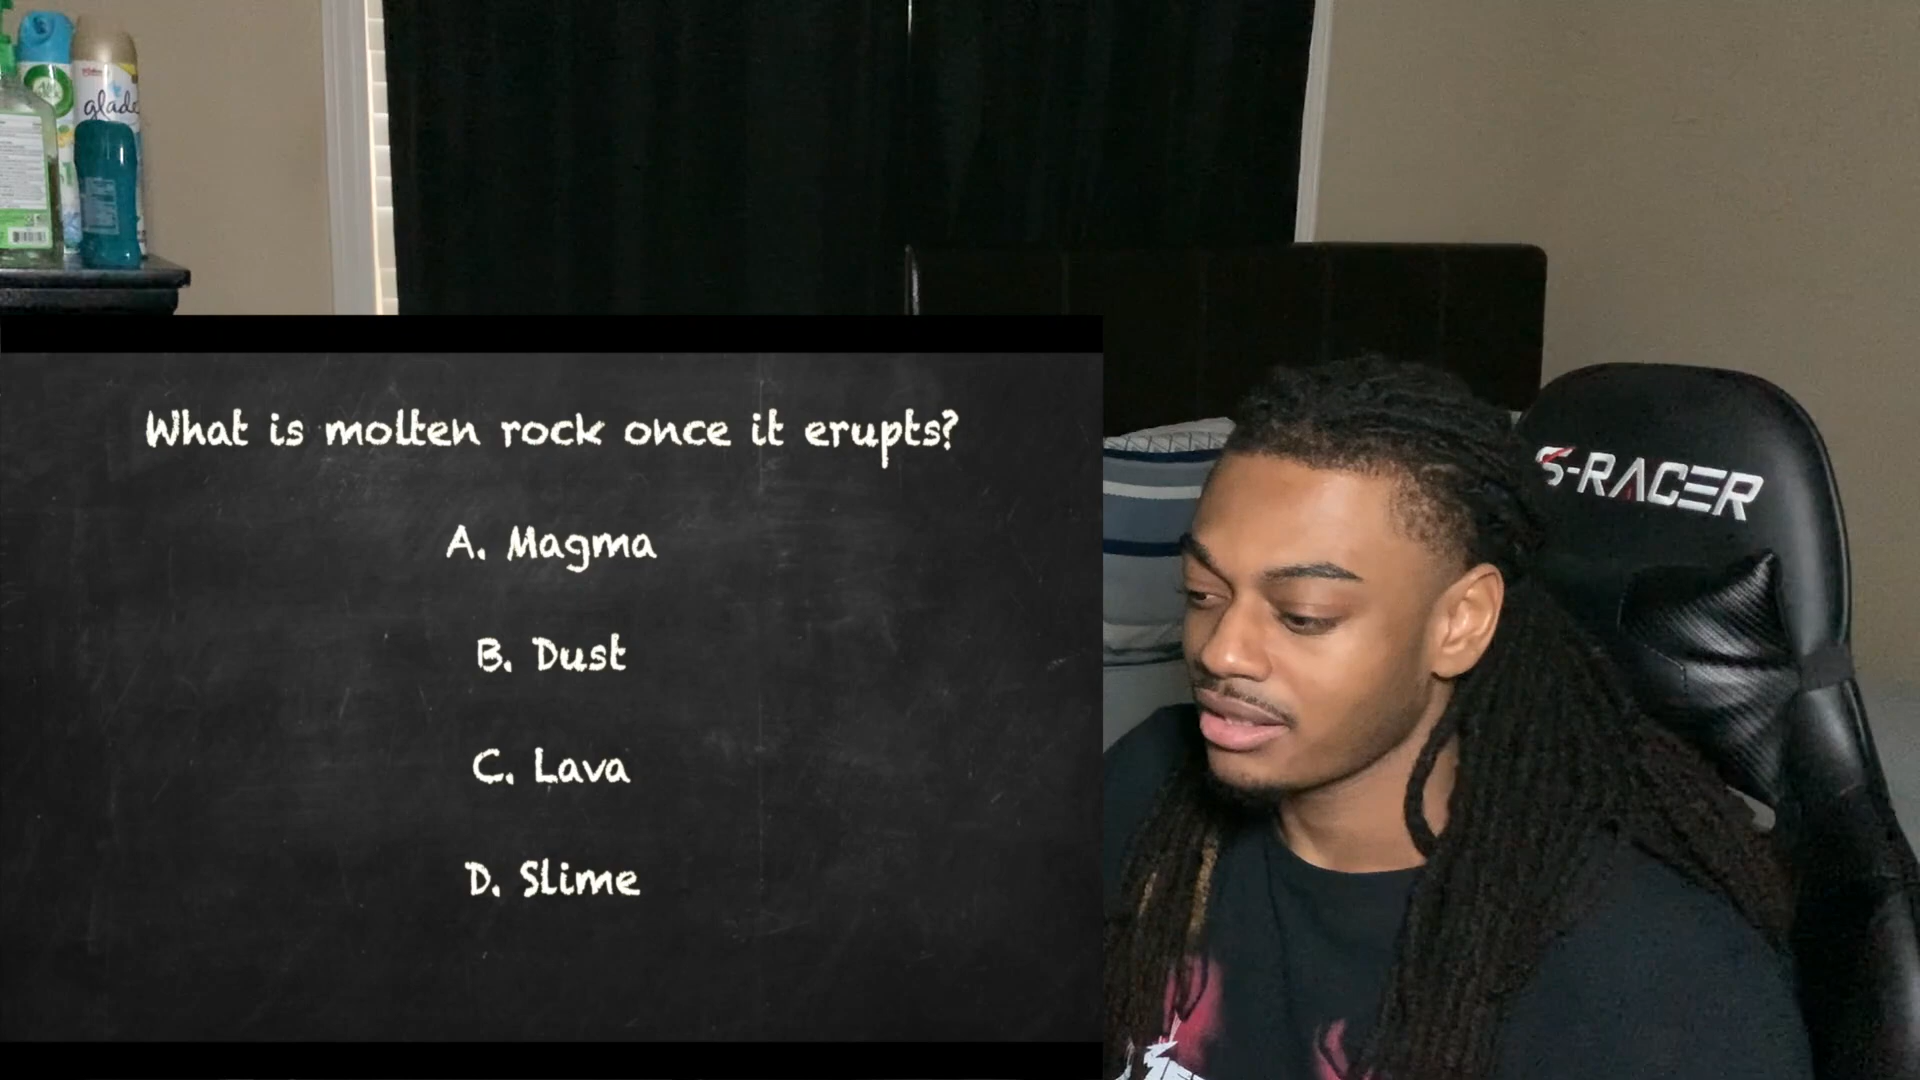 glade
S-RACER
What is molten rock once it erupts?
A. Magma
B. Dust
C. Lava
D. Slime